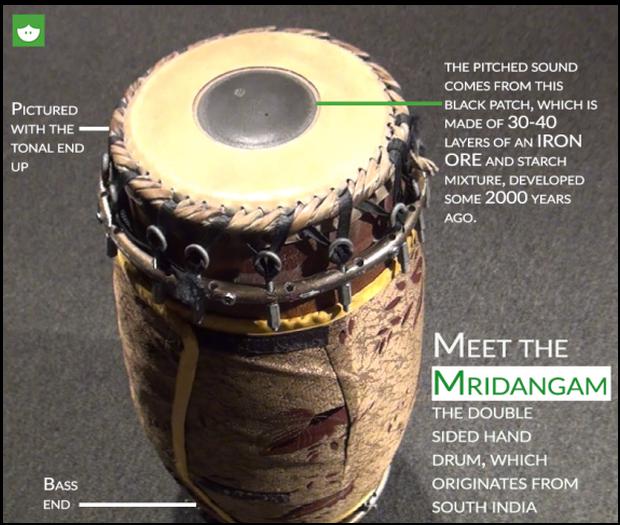 PICTURED
WITH THE
TONAL END
UP
THE PITCHED SOUND
COMES FROM THIS
BLACK PATCH, WHICH IS
MADE OF 30-40
LAYERS OF AN IRON
ORE AND STARCH
MIXTURE, DEVELOPED
SOME 2000 YEARS
AGO.
MEET THE
MRIDANGAM
THE DOUBLE
SIDED HAND
DRUM, WHICH
ORIGINATES FROM
SOUTH INDIA
BASS
END